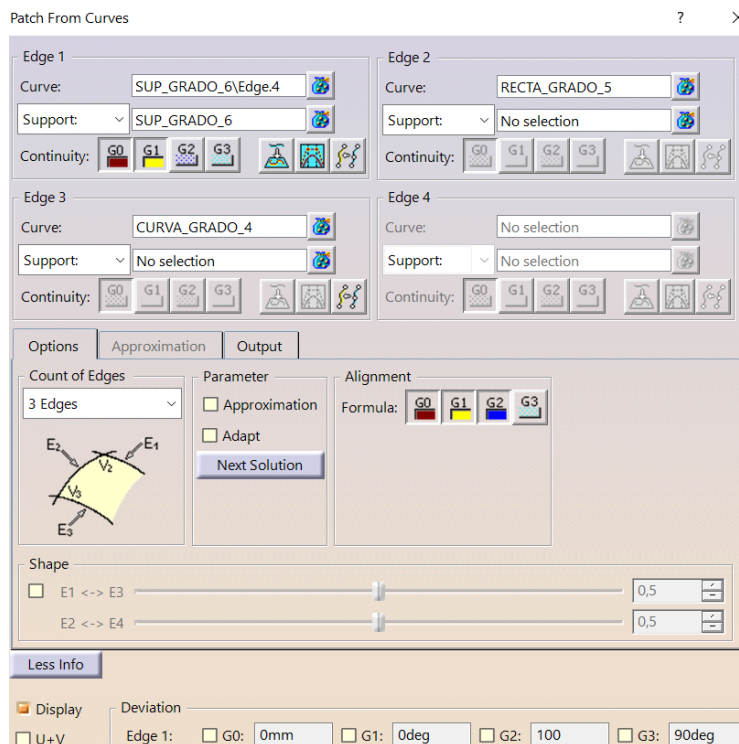 Patch From Curves ? ×
Edge 1
Curve: SUP_GRADO_6\Edge.4
Support: SUP_GRADO_6
Continuity: G0 G1 G2 G3
Edge 2
Curve: RECTA_GRADO_5
Support: No selection
Continuity: G0 G1 G2 G3
Edge 3
Curve: CURVA_GRADO_4
Support: No selection
Continuity: G0 G1 G2 G3
Edge 4
Curve: No selection
Support: No selection
Continuity: G0 G1 G2 G3
Options Approximation Output
Count of Edges
3 Edges
E2 E1
V2
V3
E3
Parameter
Approximation
Adapt
Next Solution
Alignment
Formula: G0 G1 G2 G3
Shape
E1 <-> E3 0,5
E2 <-> E4 0,5
Less Info
Display
U+V
Deviation
Edge 1: G0: 0mm G1: 0deg G2: 100 G3: 90deg